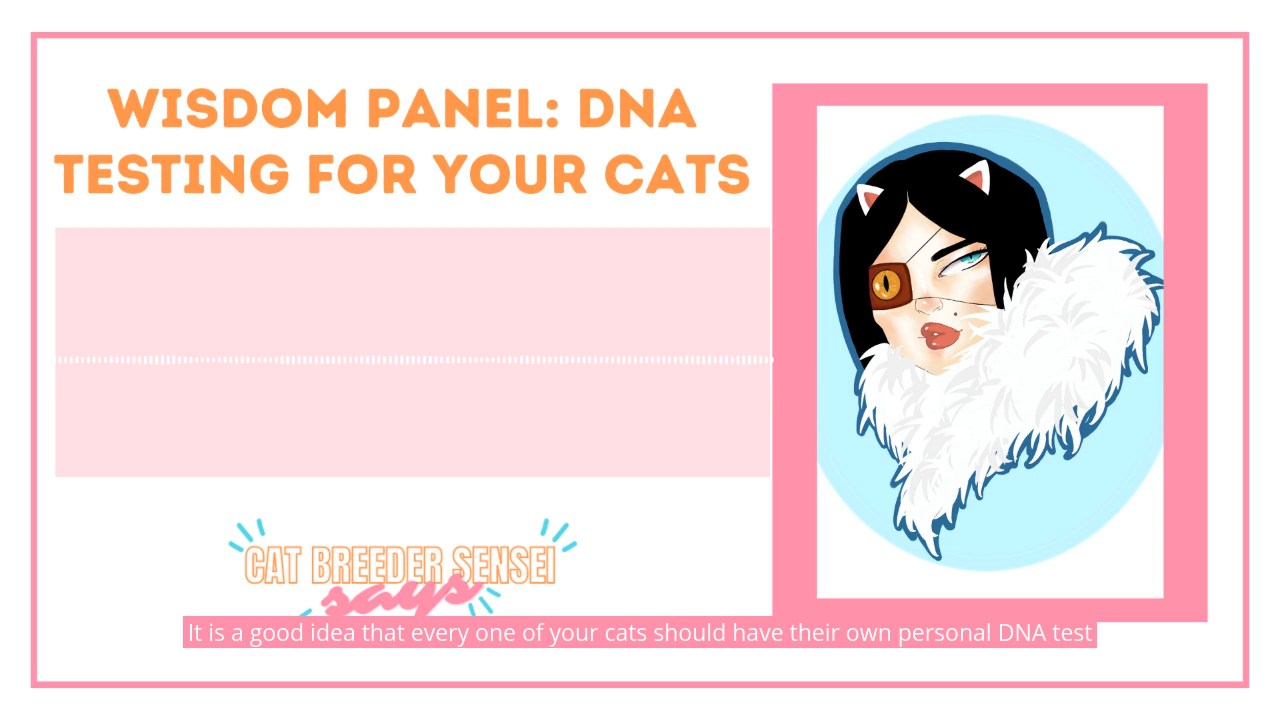 WISDOM PANEL: DNA
TESTING FOR YOUR CATS
CAT BREEDER SENSEI
says
It is a good idea that every one of your cats should have their own personal DNA test